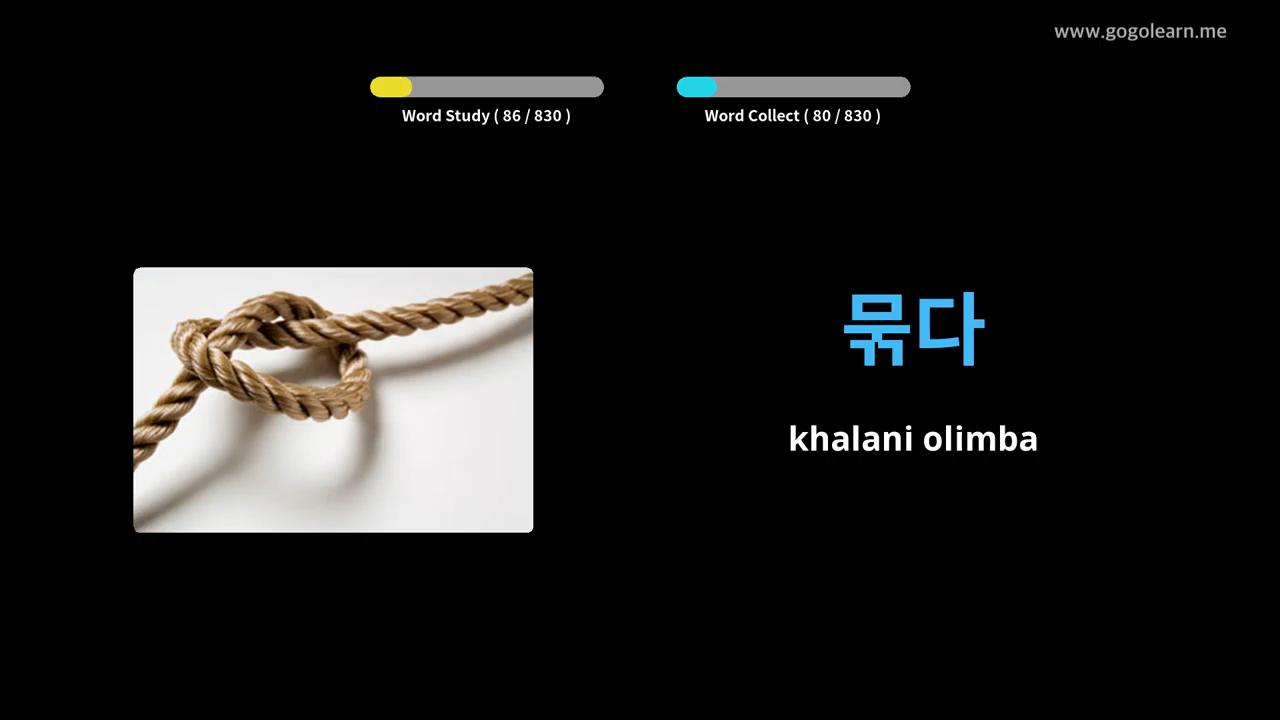 www.gogolearn.me
Word Study ( 86 / 830 )
Word Collect ( 80 / 830 )
묶다
khalani olimba